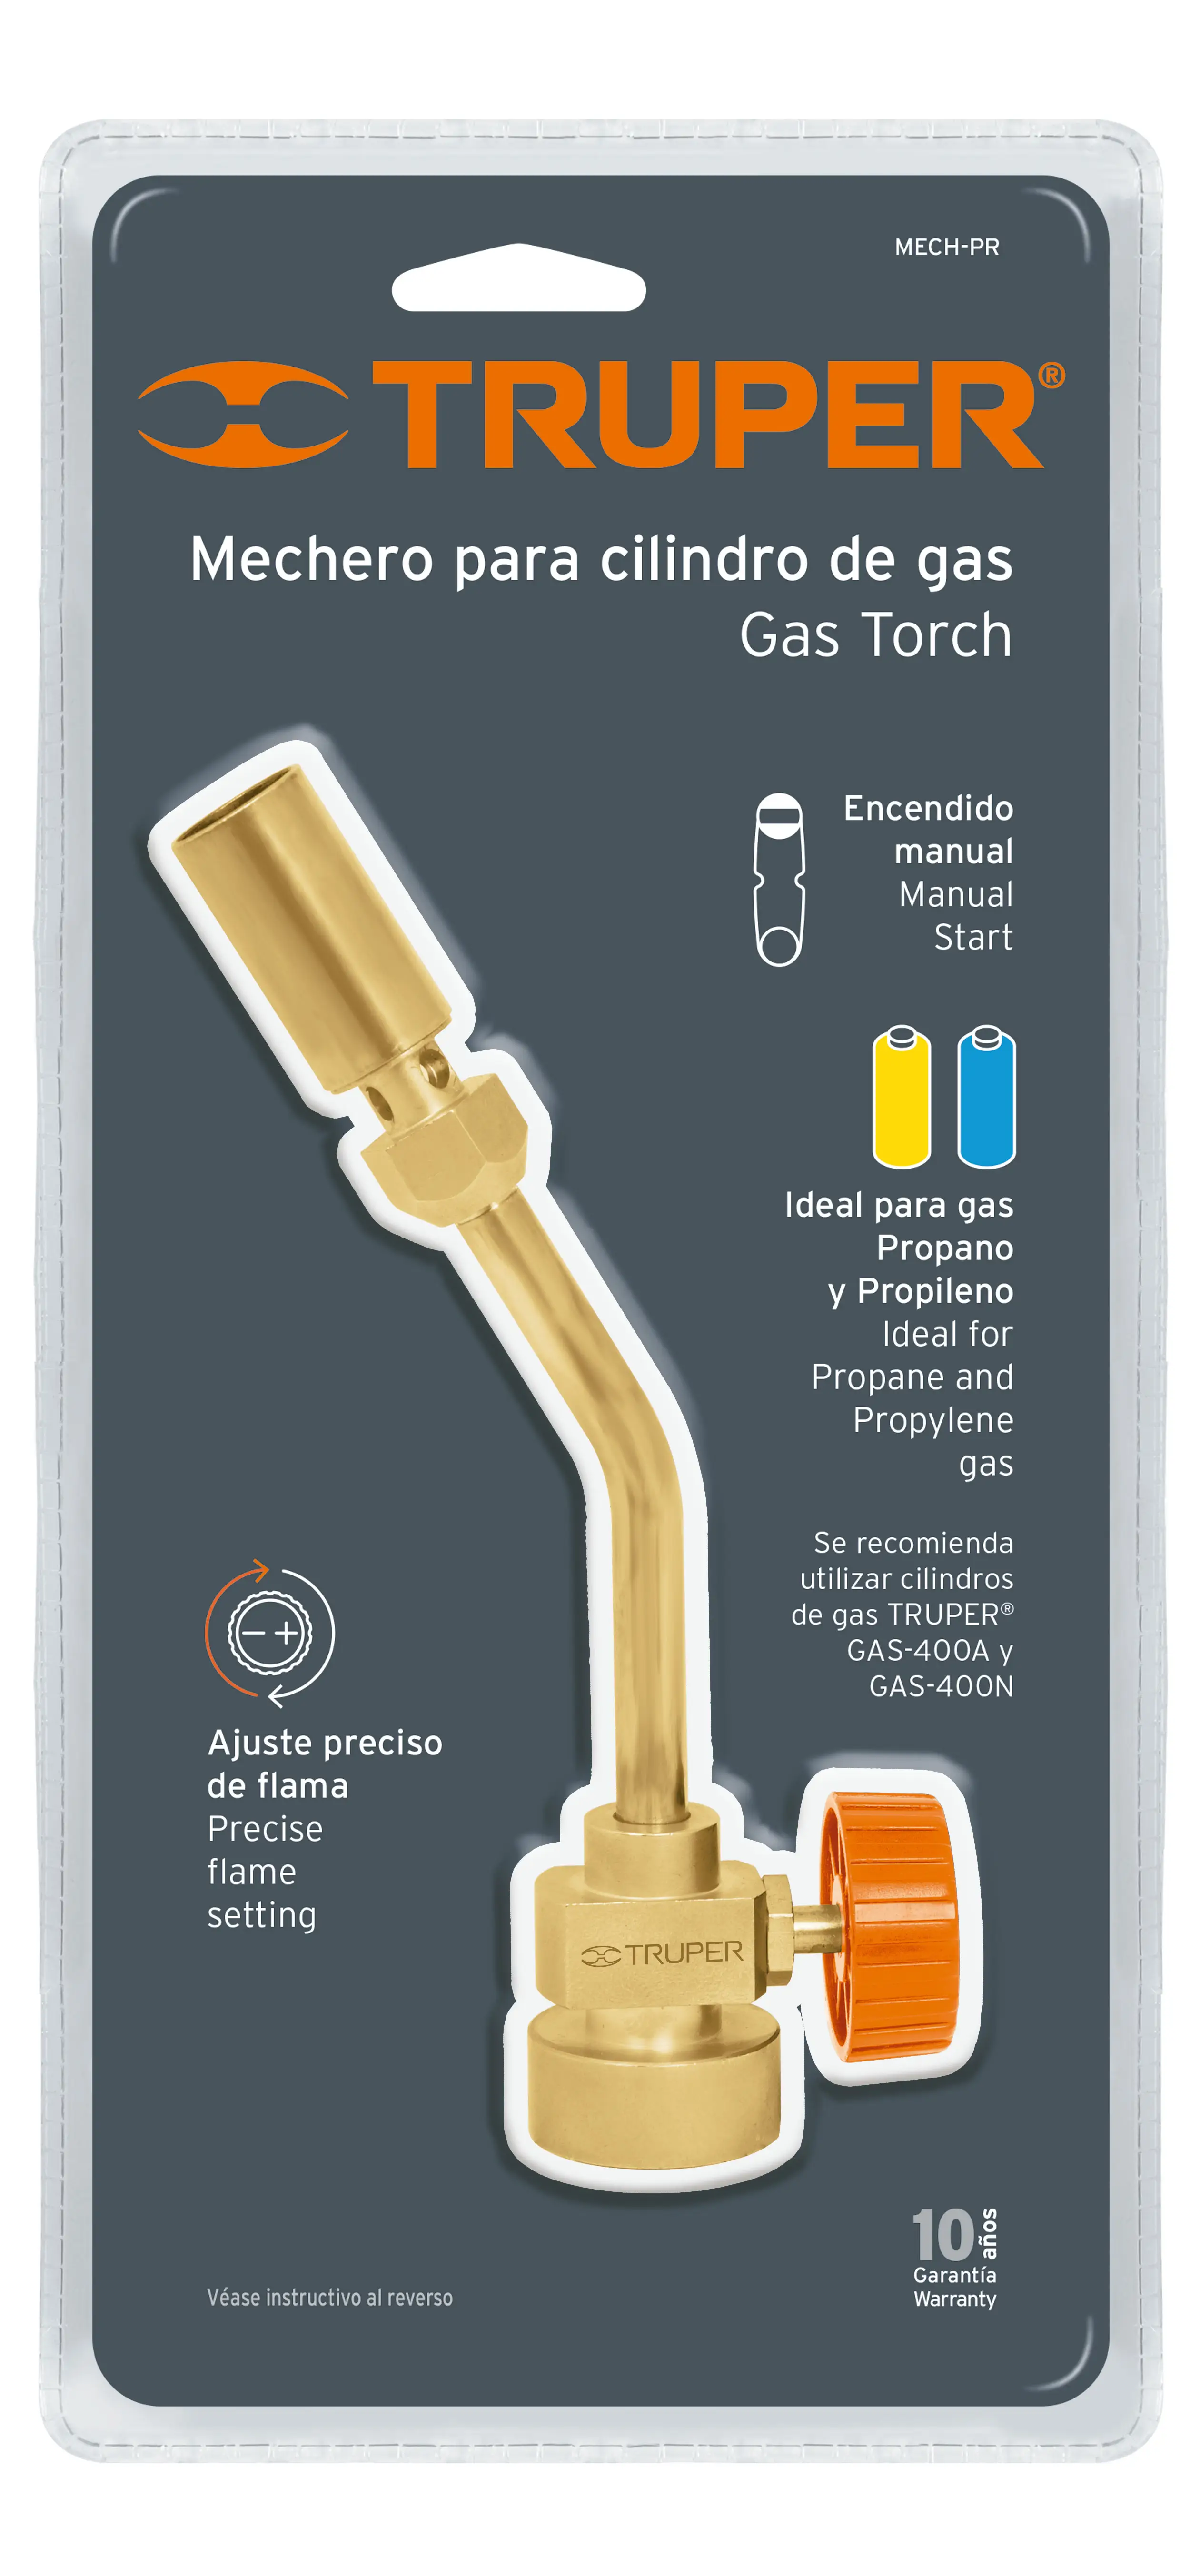 MECH-PR
TRUPER®
Mechero para cilindro de gas
Gas Torch
Encendido
manual
Manual
Start
Ideal para gas
Propano
y Propileno
Ideal for
Propane and
Propylene
gas
Se recomienda
utilizar cilindros
de gas TRUPER®
GAS-400A y
GAS-400N
- +
Ajuste preciso
de flama
Precise
flame
setting
TRUPER
10 años
Garantía
Warranty
Véase instructivo al reverso